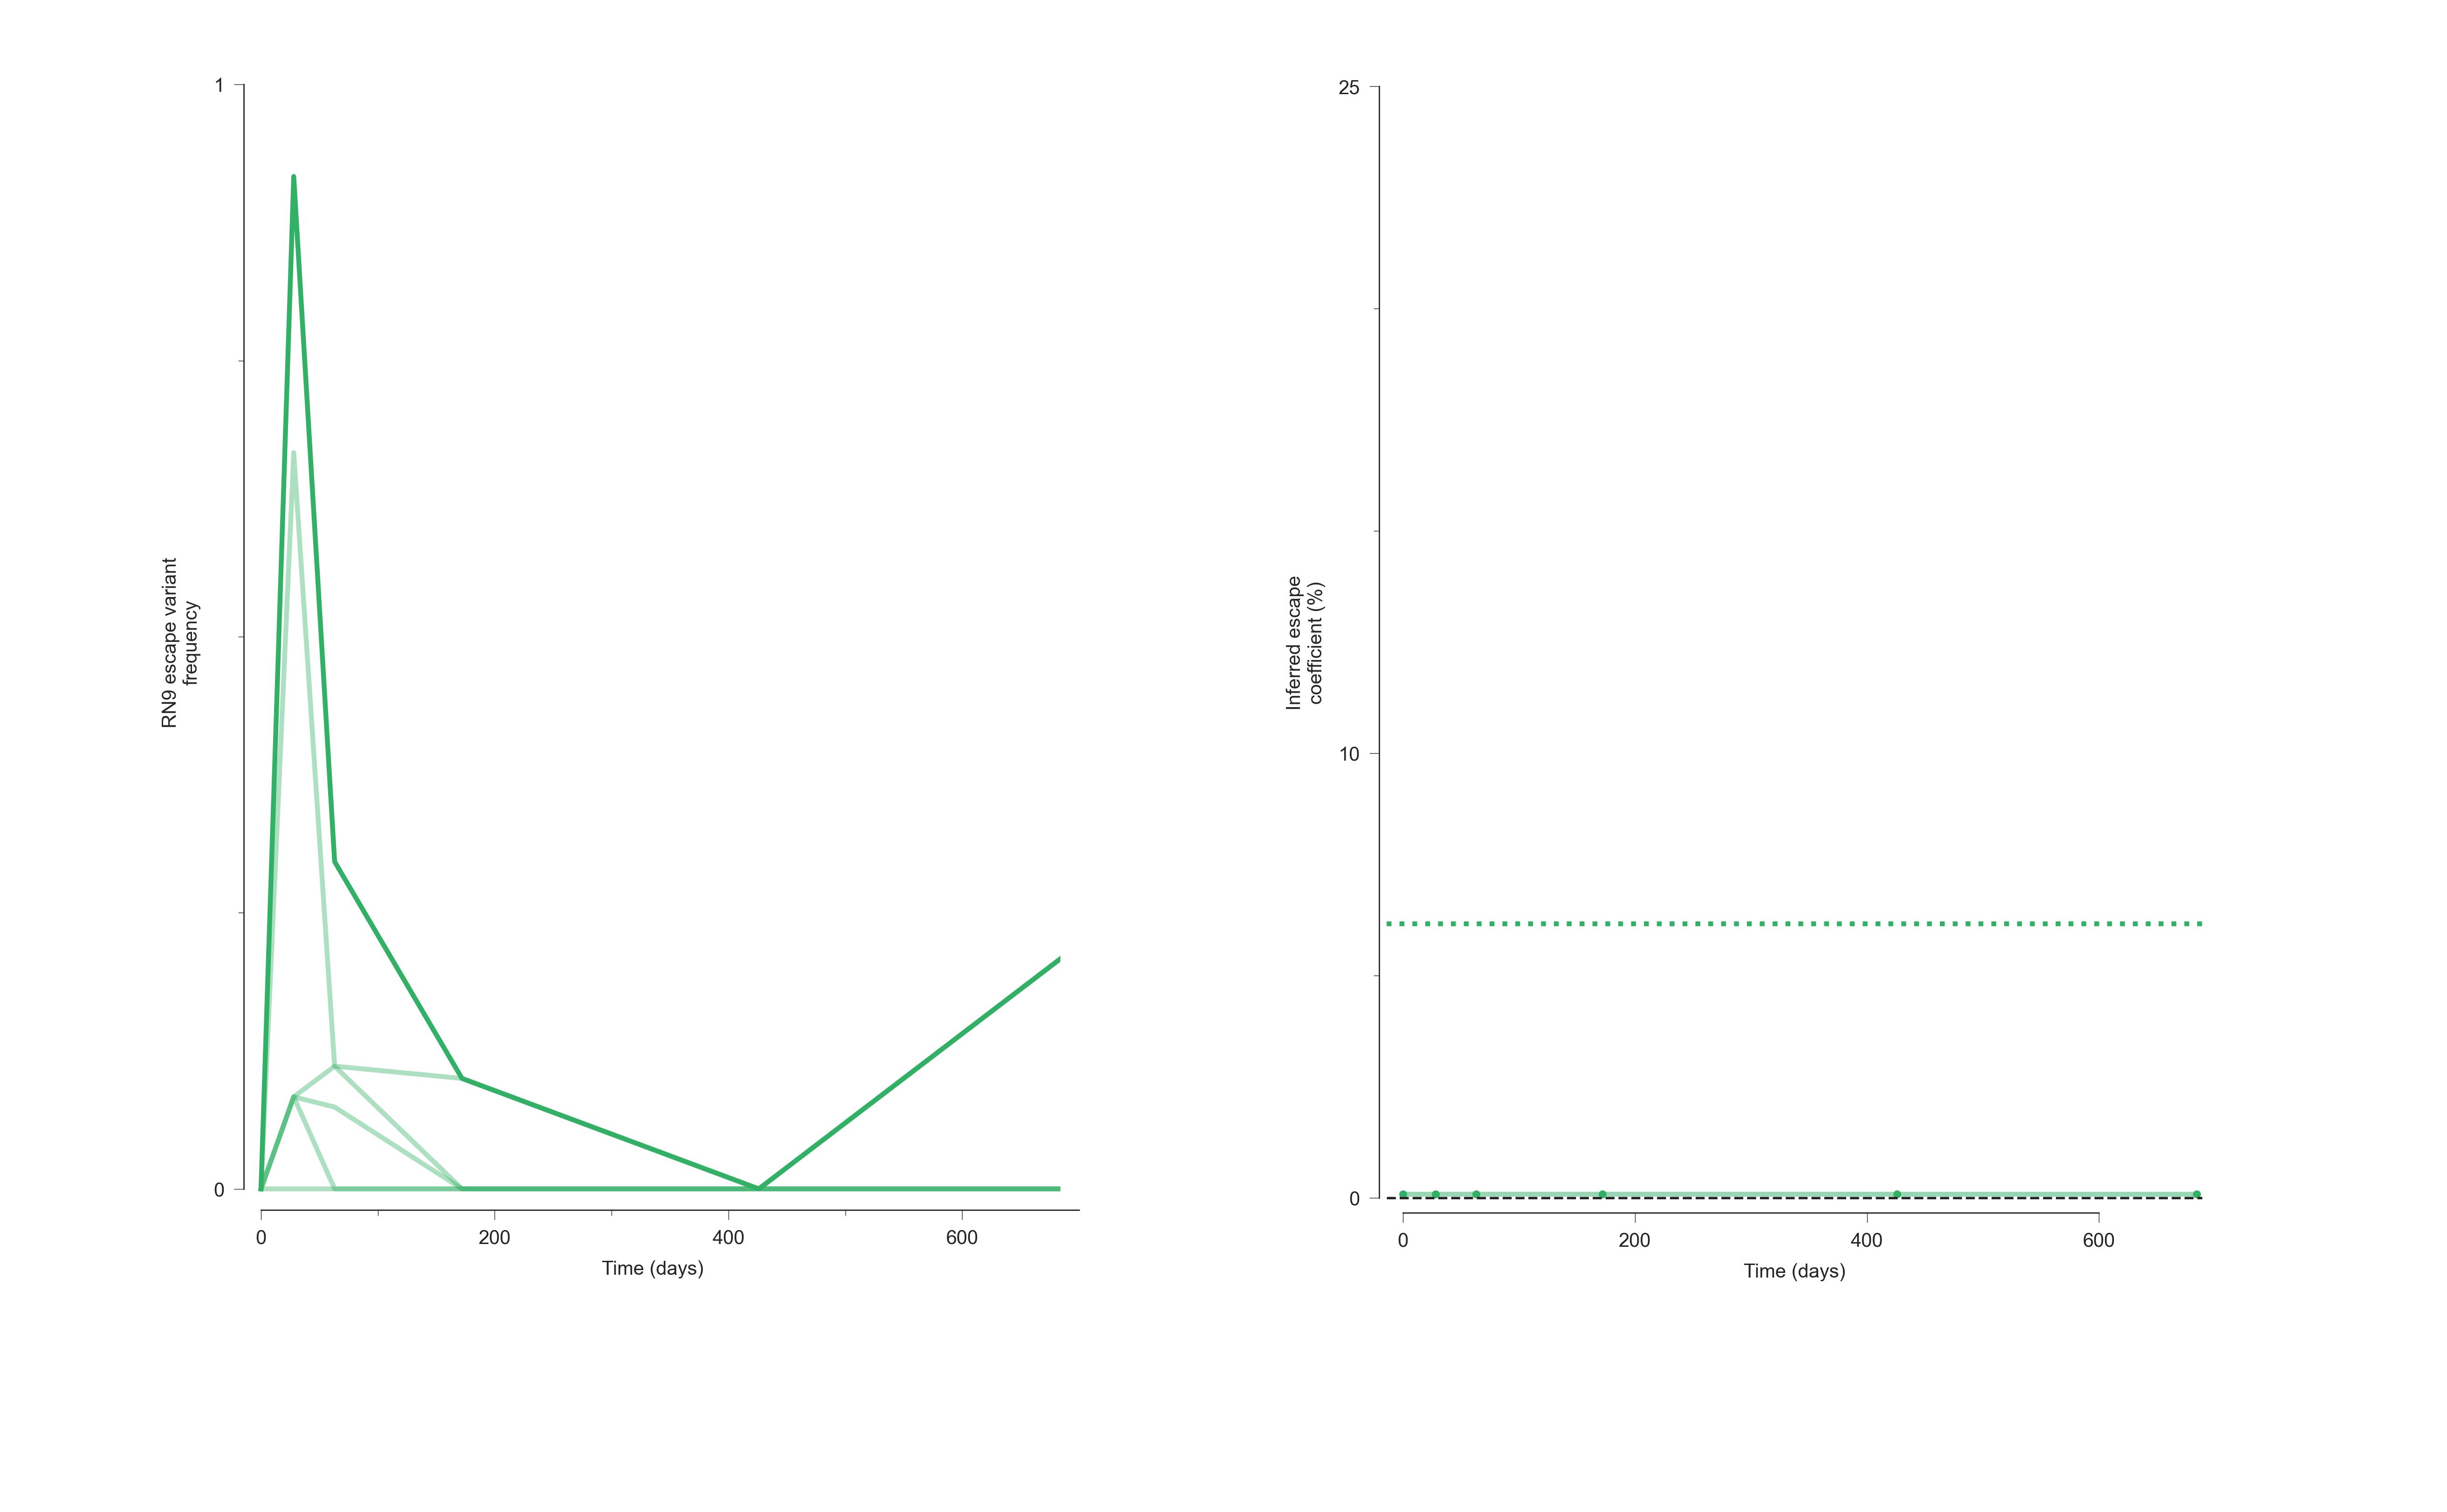 1
0
RN9 escape variant
frequency
0 200 400 600
Time (days)
25
10
0
Inferred escape
coefficient (%)
0 200 400 600
Time (days)